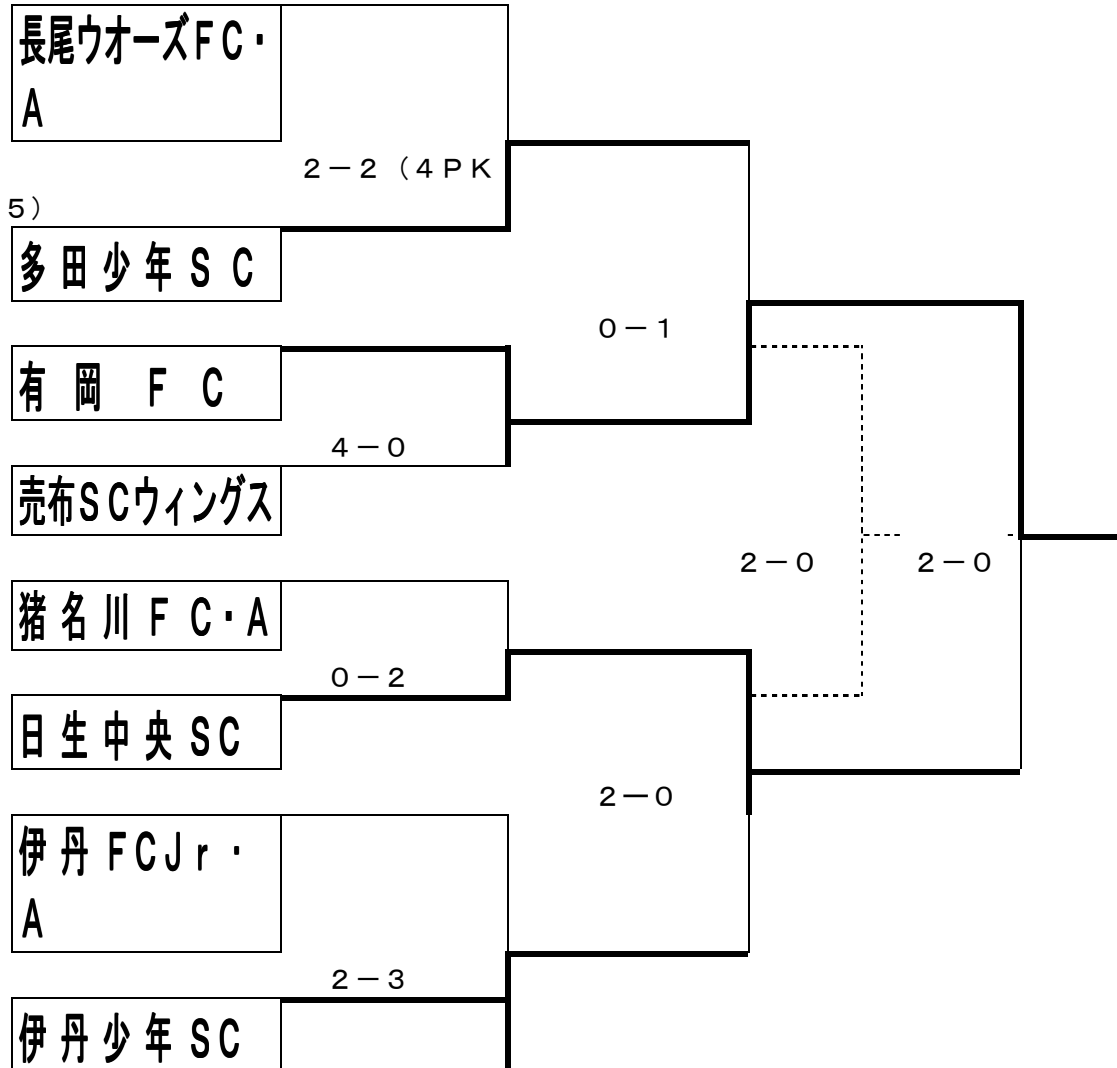 長尾ウオーズＦＣ・
Ａ
２－２（４ＰＫ
５）
多田少年ＳＣ
０－１
有岡ＦＣ
４－０
売布ＳＣウィングス
２－０
２－０
猪名川ＦＣ・Ａ
０－２
日生中央ＳＣ
２－０
伊丹ＦＣＪｒ・
Ａ
２－３
伊丹少年ＳＣ